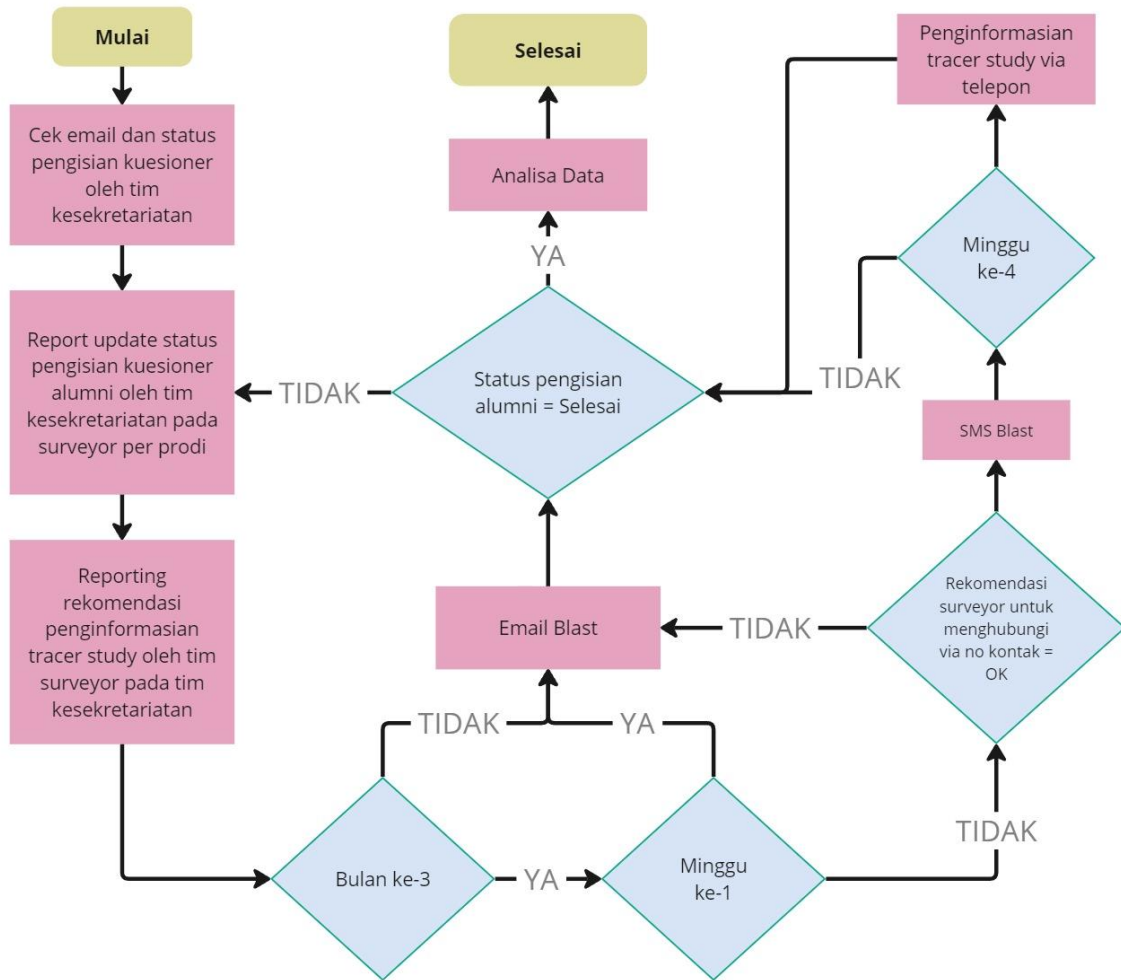 Mulai
Cek email dan status
pengisian kuesioner
oleh tim
kesekretariatan
Report update status
pengisian kuesioner
alumni oleh tim
kesekretariatan pada
surveyor per prodi
Reporting
rekomendasi
penginformasian
tracer study oleh tim
surveyor pada tim
kesekretariatan
Bulan ke-3
TIDAK
YA
Minggu
ke-1
YA
TIDAK
Rekomendasi
surveyor untuk
menghubungi
via no kontak =
OK
TIDAK
Email Blast
SMS Blast
Minggu
ke-4
TIDAK
Penginformasian
tracer study via
telepon
Status pengisian
alumni = Selesai
TIDAK
YA
Analisa Data
Selesai